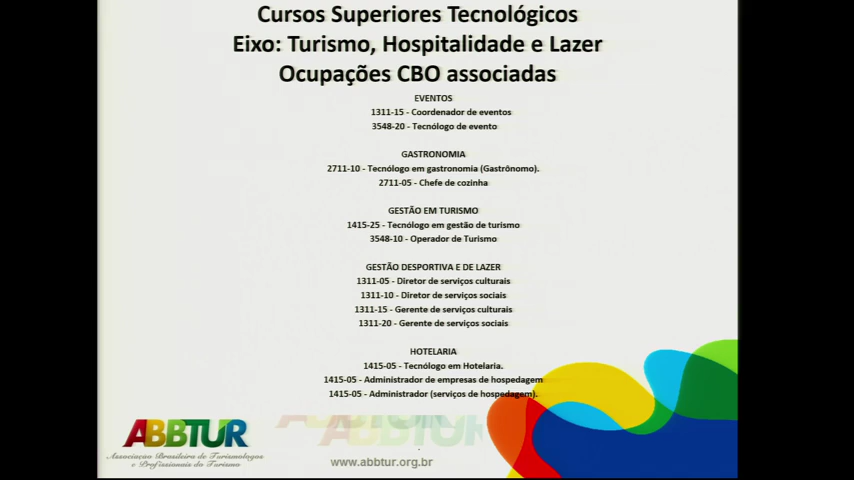 Cursos Superiores Tecnológicos
Eixo: Turismo, Hospitalidade e Lazer
Ocupações CBO associadas
EVENTOS
1311-15 - Coordenador de eventos
3548-20 - Tecnólogo de evento
GASTRONOMIA
2711-10 - Tecnólogo em gastronomia (Gastrônomo).
2711-05 - Chefe de cozinha
GESTÃO EM TURISMO
1415-25 - Tecnólogo em gestão de turismo
3548-10 - Operador de Turismo
GESTÃO DESPORTIVA E DE LAZER
1311-05 - Diretor de serviços culturais
1311-10 - Diretor de serviços sociais
1311-15 - Gerente de serviços culturais
1311-20 - Gerente de serviços sociais
HOTELARIA
1415-05 - Tecnólogo em Hotelaria.
1415-05 - Administrador de empresas de hospedagem
1415-05 - Administrador (serviços de hospedagem).
ABBTUR
Associação Brasileira de Turismólogos
e Profissionais do Turismo
ABBTUR
www.abbtur.org.br